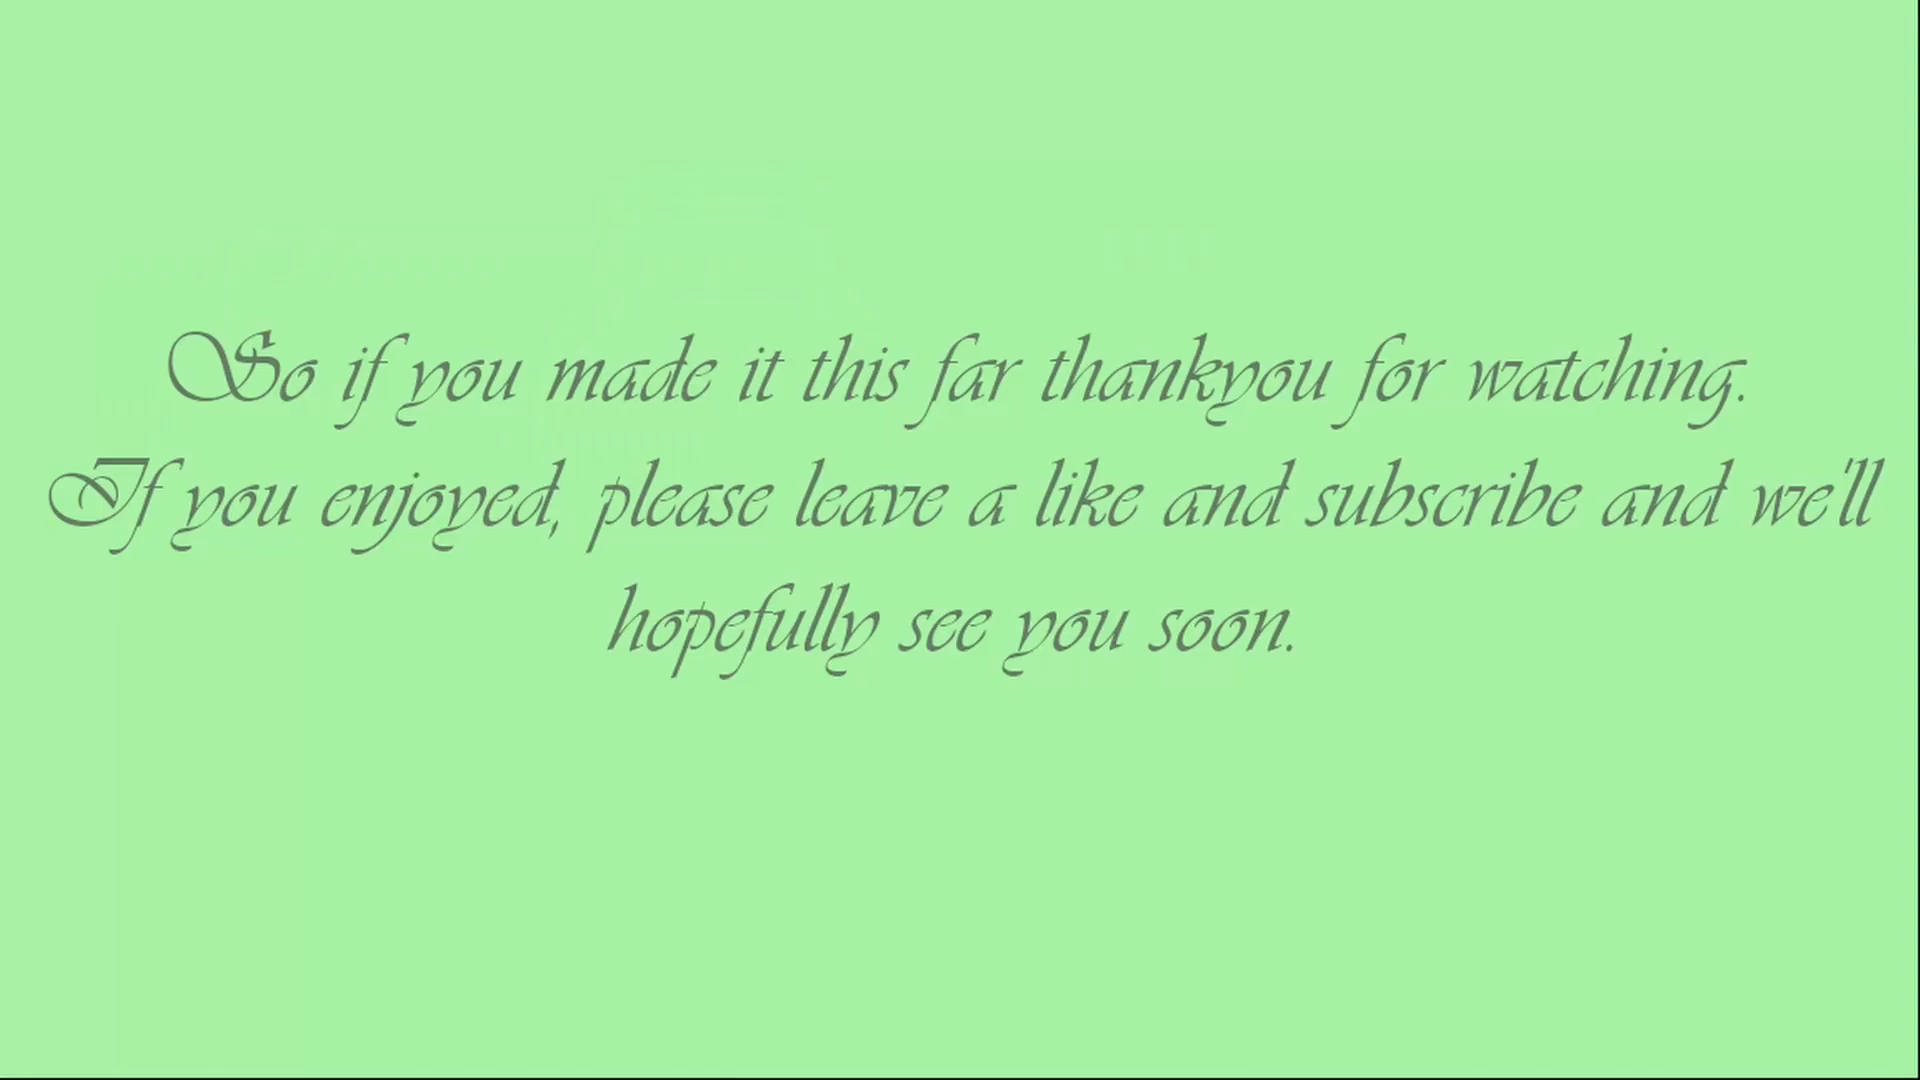 So if you made it this far thankyou for watching.
If you enjoyed, please leave a like and subscribe and we'll
hopefully see you soon.